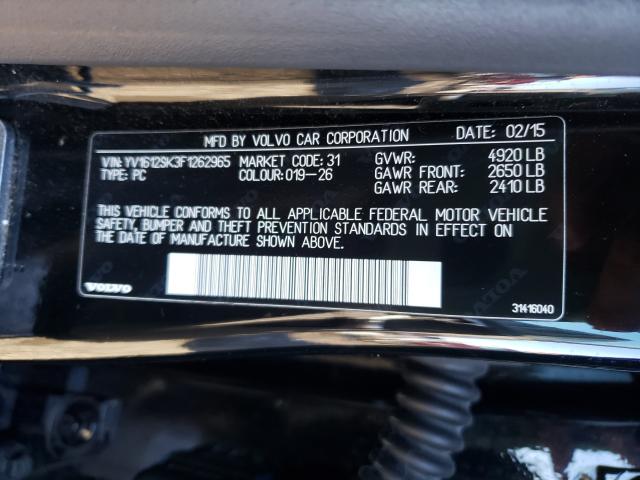 MFD BY VOLVO CAR CORPORATION DATE: 02/15
VIN: YV1612SK3F1262965 MARKET CODE: 31 GVWR: 4920 LB
TYPE: PC COLOUR: 019-26 GAWR FRONT: 2650 LB
GAWR REAR: 2410 LB
THIS VEHICLE CONFORMS TO ALL APPLICABLE FEDERAL MOTOR VEHICLE
SAFETY, BUMPER AND THEFT PREVENTION STANDARDS IN EFFECT ON
THE DATE OF MANUFACTURE SHOWN ABOVE.
VOLVO
31416040